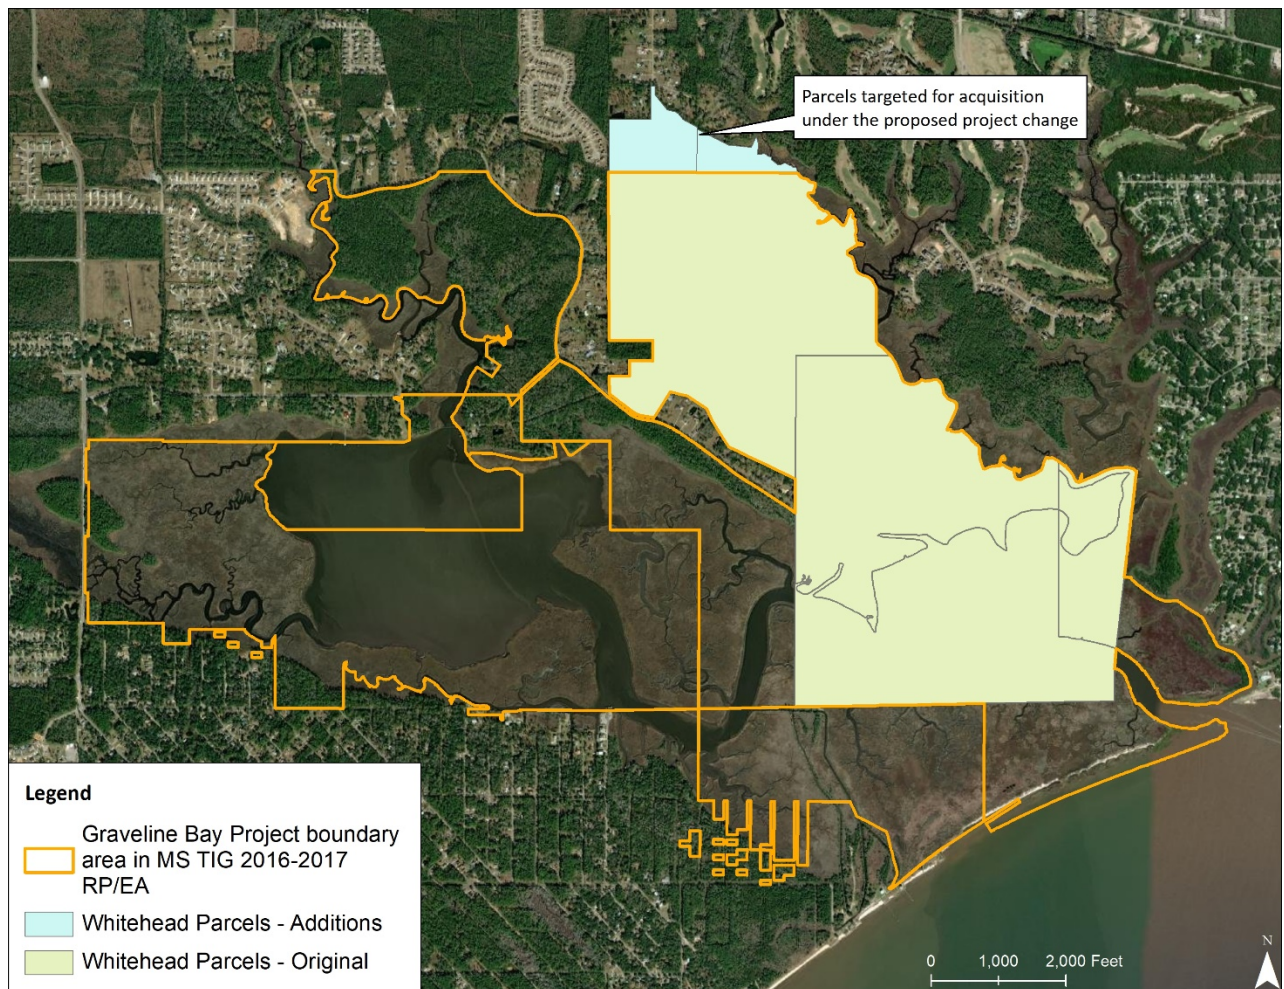 Parcels targeted for acquisition
under the proposed project change
Legend
Graveline Bay Project boundary
area in MS TIG 2016-2017
RP/EA
Whitehead Parcels - Additions
Whitehead Parcels - Original
0 1,000 2,000 Feet
N